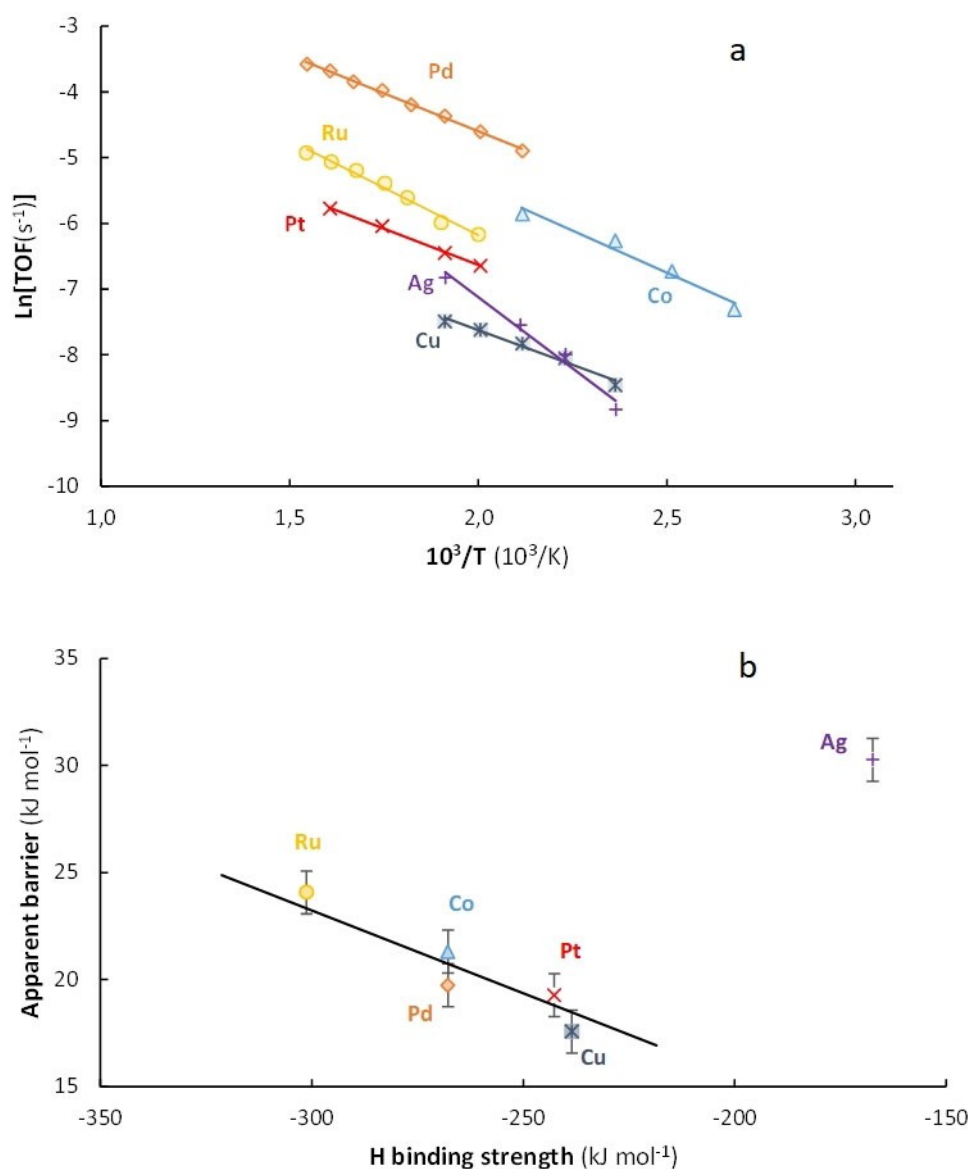 a
-3
-4
-5
-6
-7
-8
-9
-10
Ln[TOF(s⁻¹)]
Pd
Ru
Pt
Ag
Co
Cu
1,0 1,5 2,0 2,5 3,0
10³/T (10³/K)
b
35
30
25
20
15
Apparent barrier (kJ mol⁻¹)
Ag
Ru
Co
Pt
Pd
Cu
-350 -300 -250 -200 -150
H binding strength (kJ mol⁻¹)